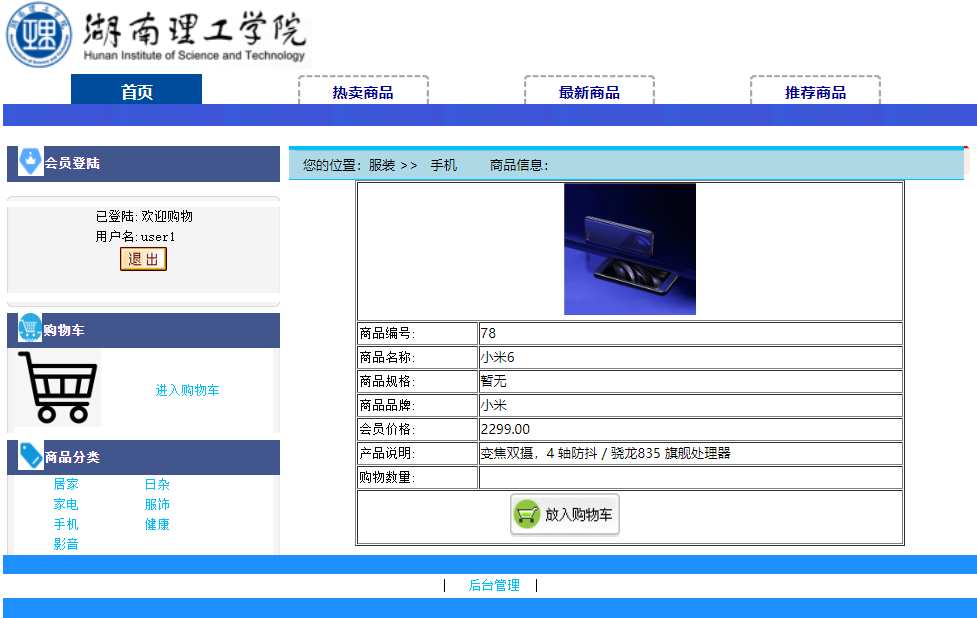 湖南理工学院
Hunan Institute of Science and Technology
首页 热卖商品 最新商品 推荐商品
会员登陆
已登陆: 欢迎购物
用户名: user1
退 出
购物车
进入购物车
商品分类
居家 日杂
家电 服饰
手机 健康
影音
您的位置: 服装 >> 手机 商品信息:
商品编号: 78
商品名称: 小米6
商品规格: 暂无
商品品牌: 小米
会员价格: 2299.00
产品说明: 变焦双摄，4 轴防抖 / 骁龙835 旗舰处理器
购物数量:
放入购物车
| 后台管理 |